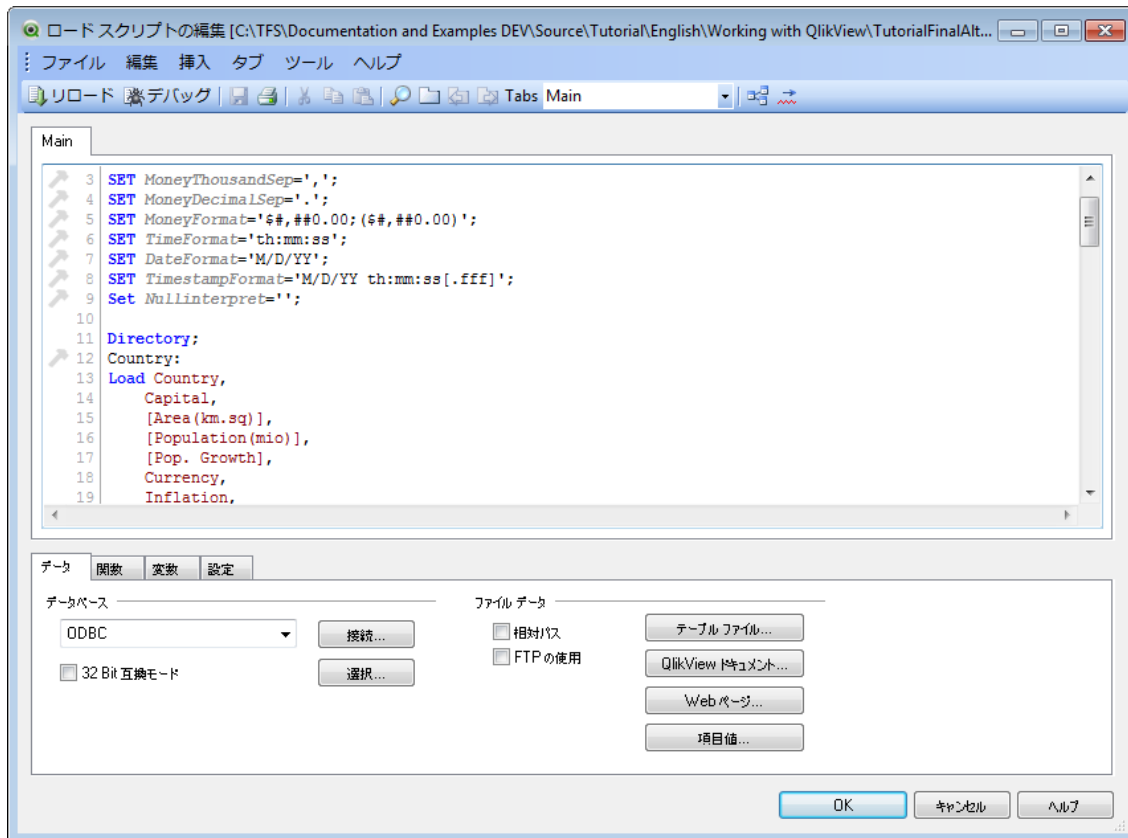 ロード スクリプトの編集 [C:\TFS\Documentation and Examples DEV\Source\Tutorial\English\Working with QlikView\TutorialFinalAlt...
ファイル 編集 挿入 タブ ツール ヘルプ
リロード デバッグ Tabs Main
Main
3 SET MoneyThousandSep=',';
4 SET MoneyDecimalSep='.';
5 SET MoneyFormat='$#,##0.00;($#,##0.00)';
6 SET TimeFormat='th:mm:ss';
7 SET DateFormat='M/D/YY';
8 SET TimestampFormat='M/D/YY th:mm:ss[.fff]';
9 Set Nullinterpret='';
10
11 Directory;
12 Country:
13 Load Country,
14 Capital,
15 [Area(km.sq)],
16 [Population(mio)],
17 [Pop. Growth],
18 Currency,
19 Inflation,
データ 関数 変数 設定
データベース ファイル データ
ODBC 接続... 相対パス テーブル ファイル...
32 Bit 互換モード 選択... FTP の使用 QlikView ドキュメント...
Web ページ...
項目値...
OK キャンセル ヘルプ